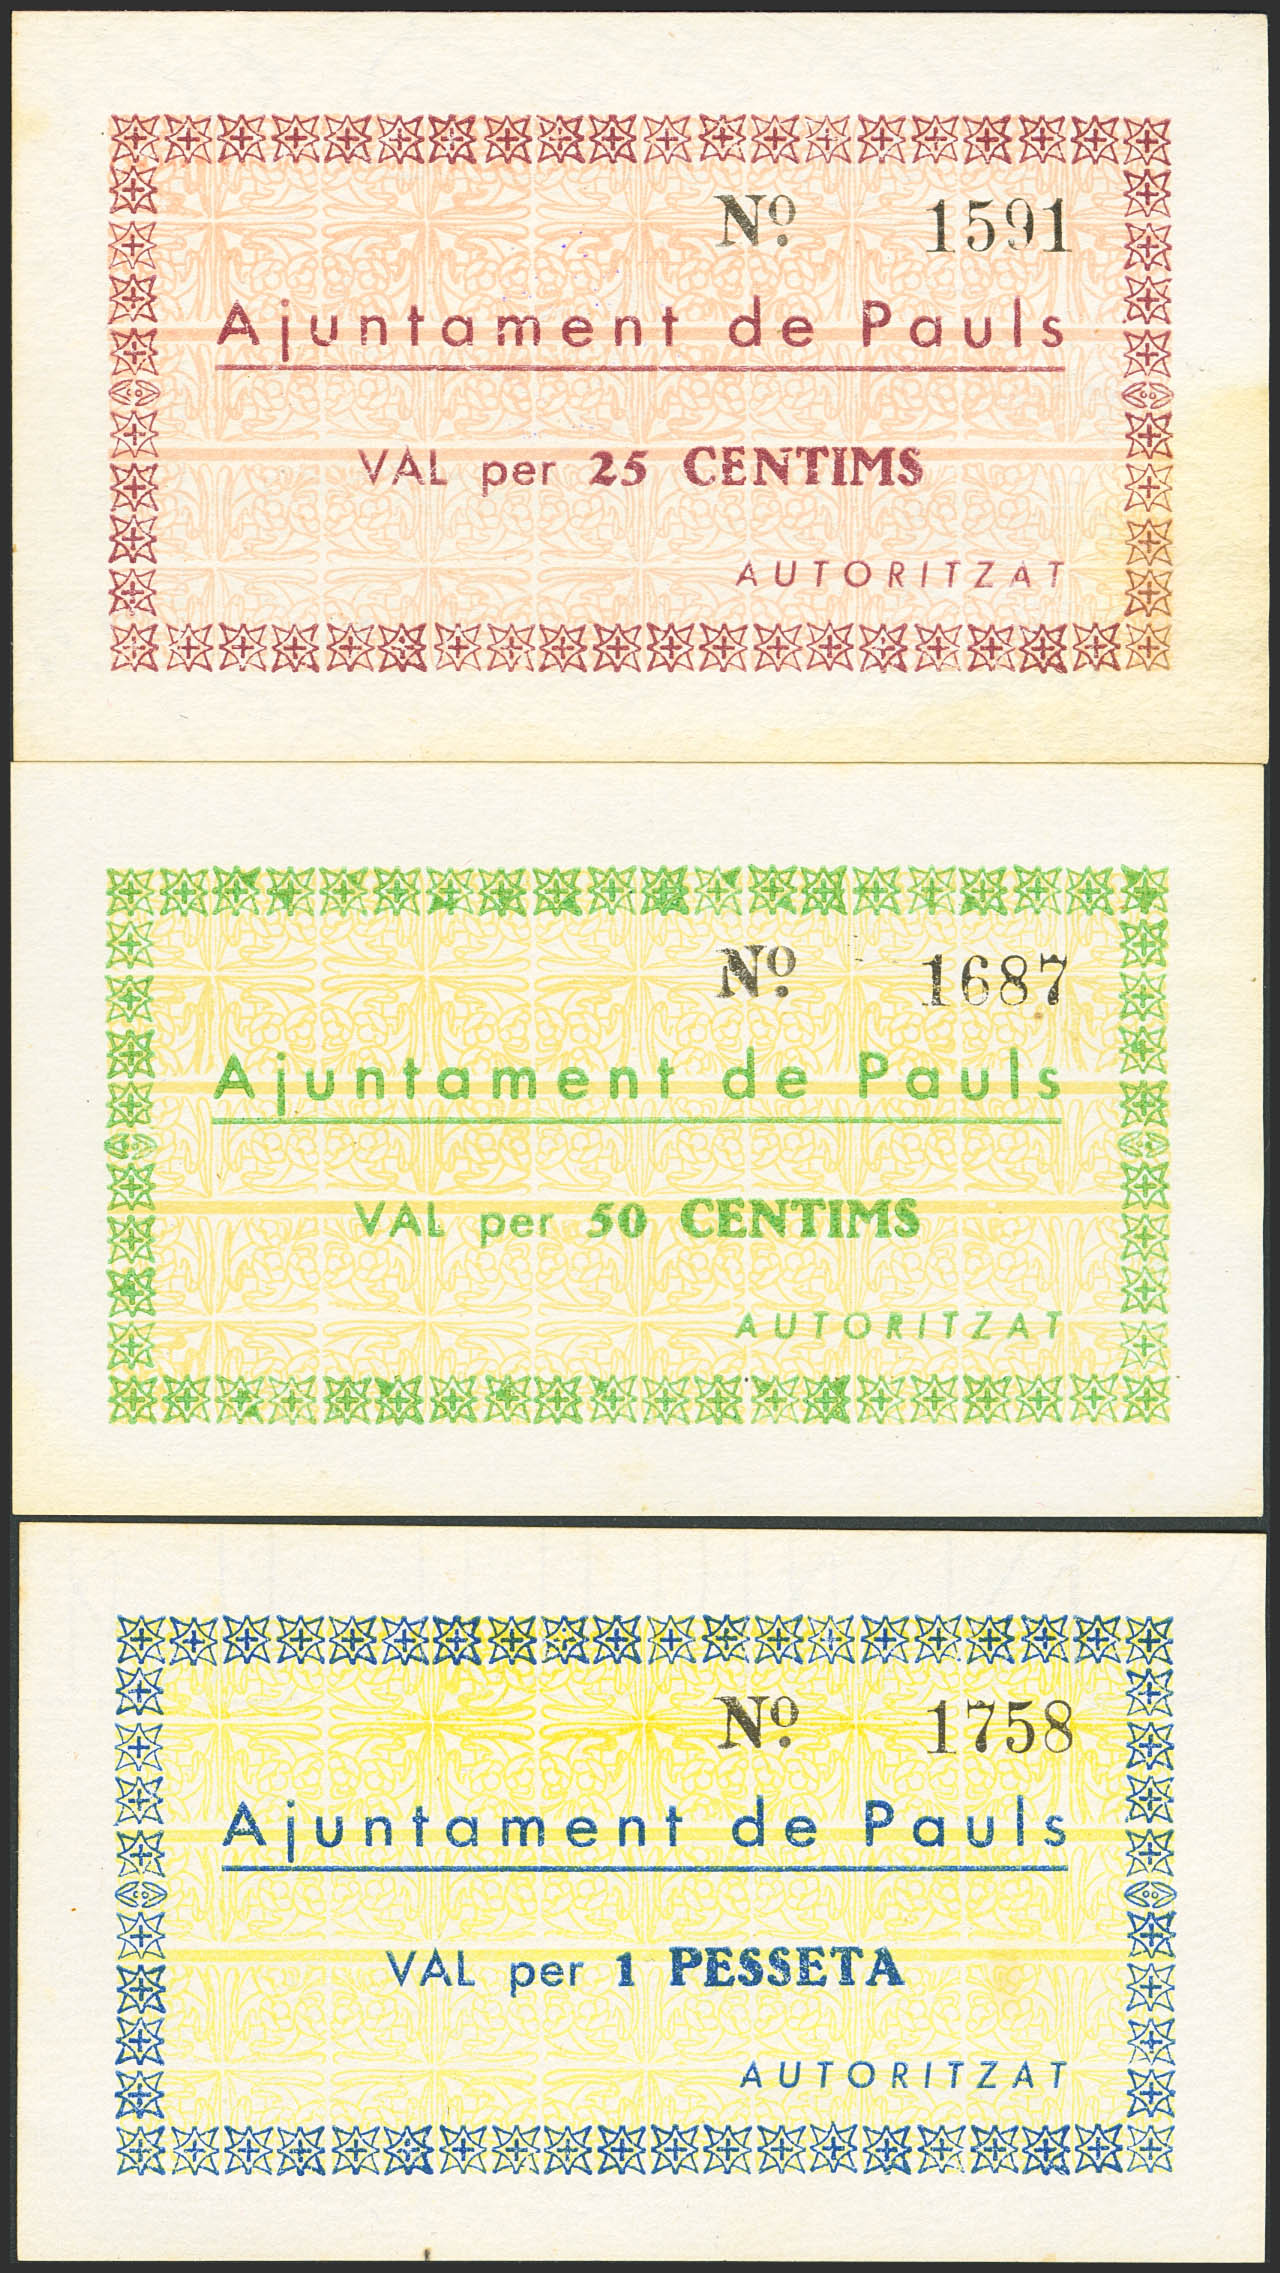 Nº. 1591
Ajuntament de Pauls
VAL per 25 CENTIMS
AUTORITZAT
Nº. 1687
Ajuntament de Pauls
VAL per 50 CENTIMS
AUTORITZAT
Nº. 1758
Ajuntament de Pauls
VAL per 1 PESSETA
AUTORITZAT